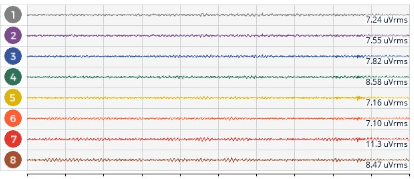 1
7.24 uVrms
2
7.55 uVrms
3
7.82 uVrms
4
8.58 uVrms
5
7.16 uVrms
6
7.10 uVrms
7
11.3 uVrms
8
8.47 uVrms